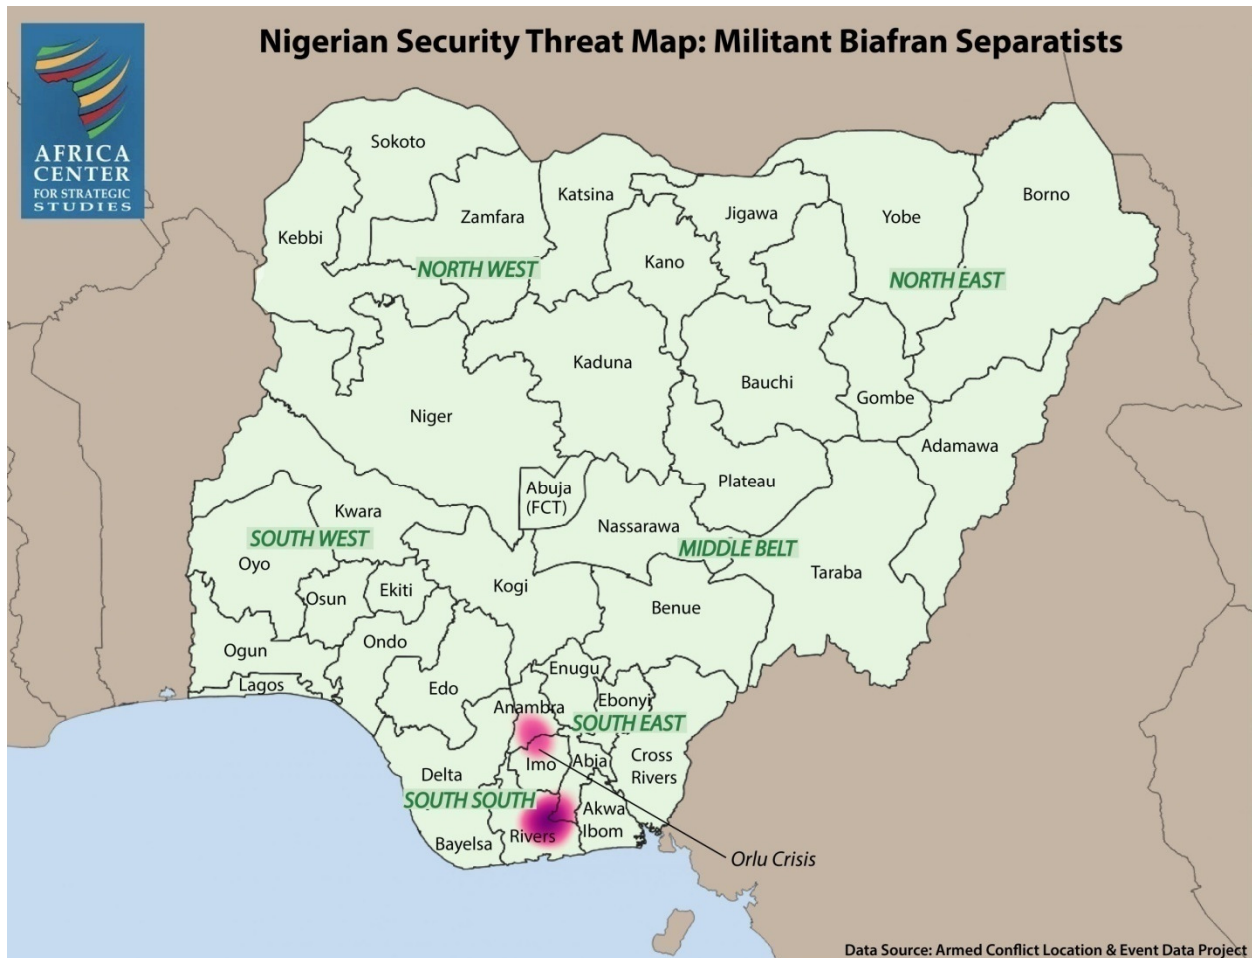 Nigerian Security Threat Map: Militant Biafran Separatists
AFRICA
CENTER
FOR STRATEGIC
STUDIES
Sokoto
Katsina
Zamfara
Kebbi
Jigawa
Yobe
Borno
Kano
NORTH WEST
NORTH EAST
Kaduna
Bauchi
Gombe
Niger
Adamawa
Plateau
Abuja
(FCT)
Kwara
Nassarawa
SOUTH WEST
MIDDLE BELT
Oyo
Taraba
Kogi
Ekiti
Osun
Benue
Ondo
Ogun
Enugu
Lagos
Edo
Ebonyi
Anambra
SOUTH EAST
Imo
Abia
Cross
Rivers
Delta
SOUTH SOUTH
Akwa
Ibom
Rivers
Bayelsa
Orlu Crisis
Data Source: Armed Conflict Location & Event Data Project